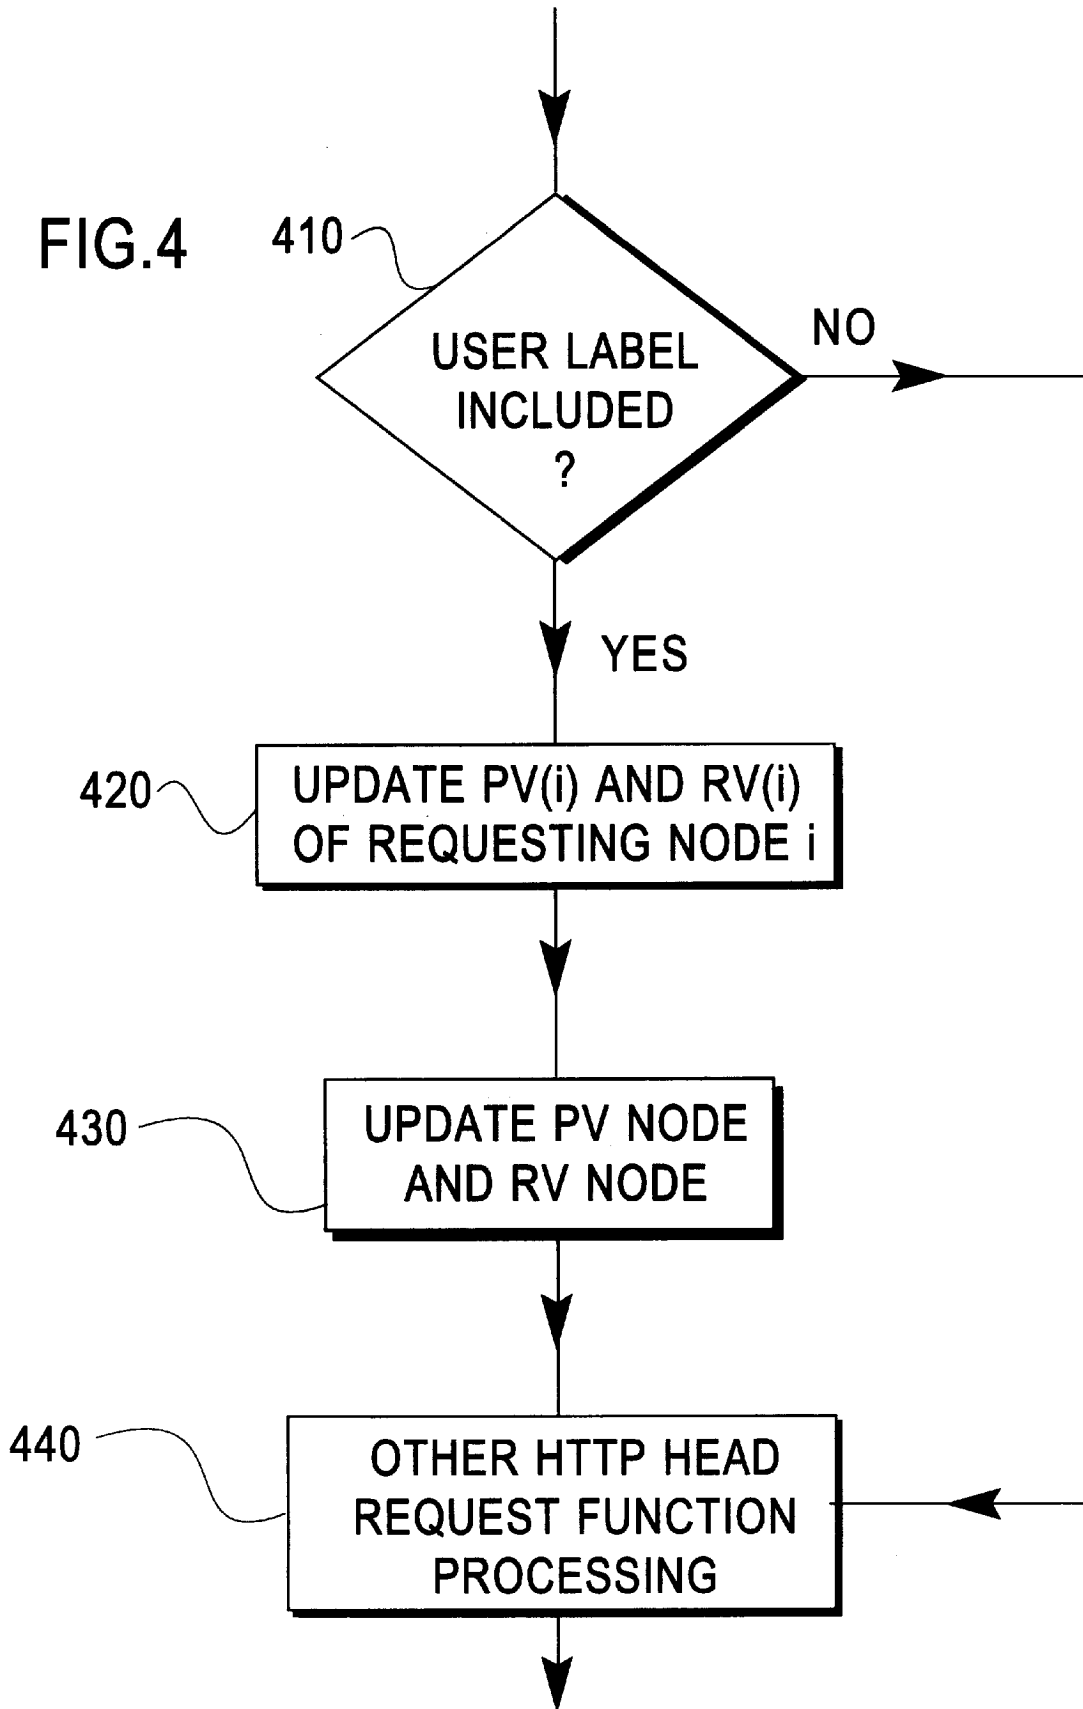 FIG.4
410
USER LABEL
INCLUDED
?
NO
YES
420
UPDATE PV(i) AND RV(i)
OF REQUESTING NODE i
430
UPDATE PV NODE
AND RV NODE
440
OTHER HTTP HEAD
REQUEST FUNCTION
PROCESSING